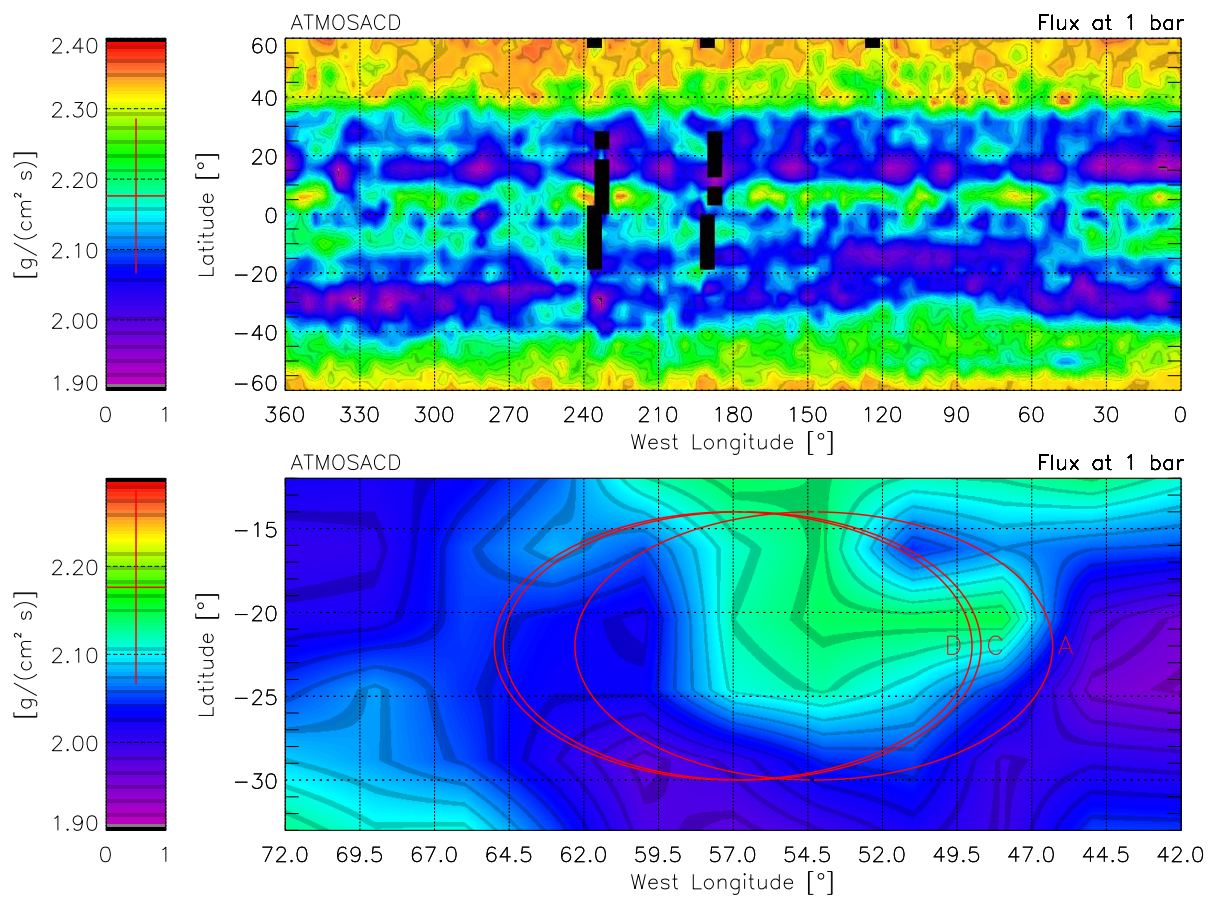 ATMOSACD Flux at 1 bar
2.40
2.30
2.20
2.10
2.00
1.90
0 1
[g/(cm² s)]
Latitude [°]
60
40
20
0
−20
−40
−60
360 330 300 270 240 210 180 150 120 90 60 30 0
West Longitude [°]
ATMOSACD Flux at 1 bar
2.20
2.10
2.00
1.90
0 1
[g/(cm² s)]
Latitude [°]
−15
−20
−25
−30
D C A
72.0 69.5 67.0 64.5 62.0 59.5 57.0 54.5 52.0 49.5 47.0 44.5 42.0
West Longitude [°]